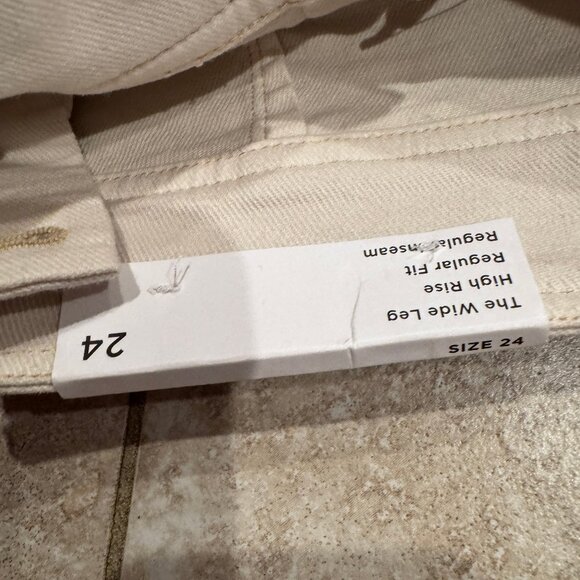 24
The Wide Leg
High Rise
Regular Fit
Regular Inseam
SIZE 24